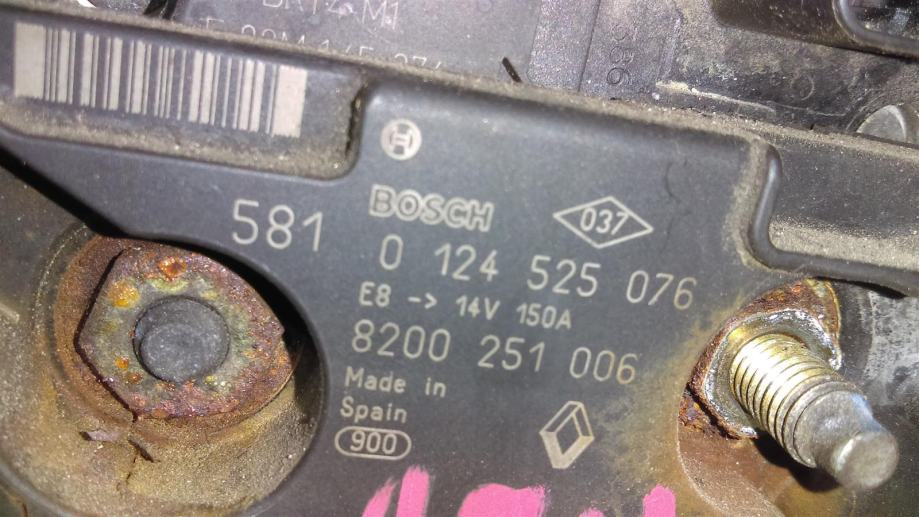 BOSCH
037
581
0 124 525 076
E8 -> 14V 150A
8200 251 006
Made in
Spain
900